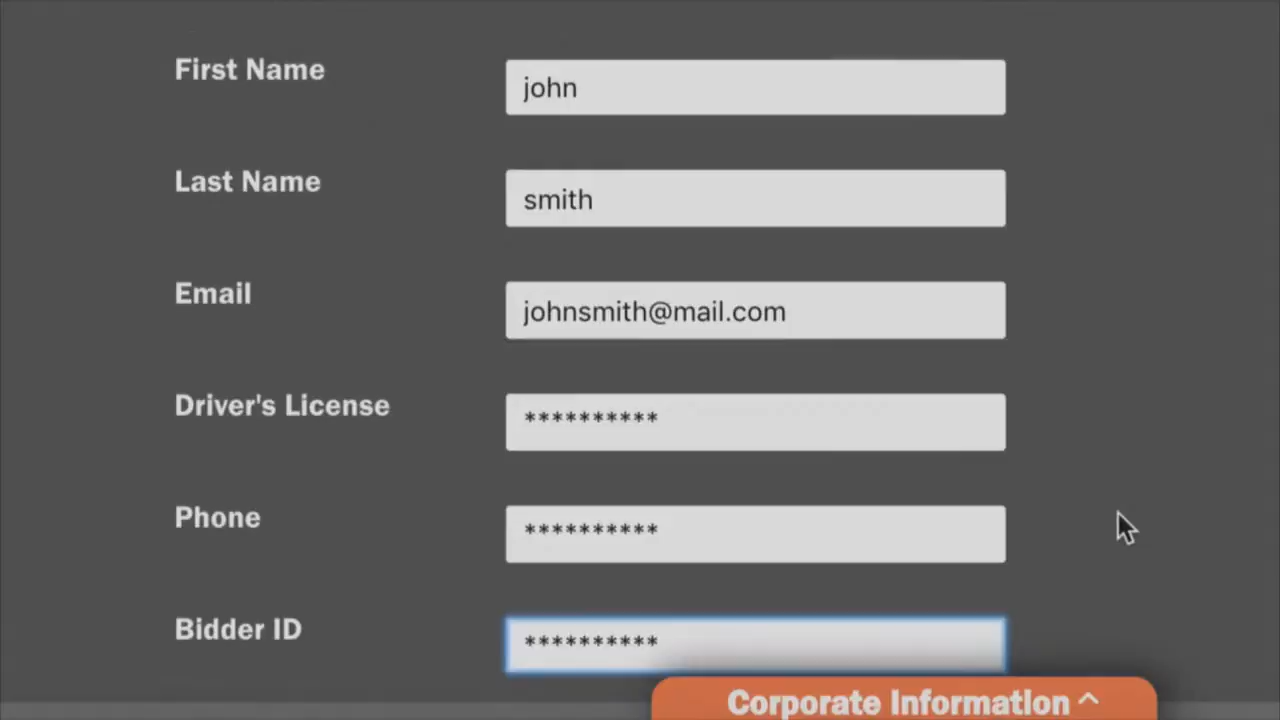 First Name
john
Last Name
smith
Email
johnsmith@mail.com
Driver's License
**********
Phone
**********
Bidder ID
**********
Corporate Information ^